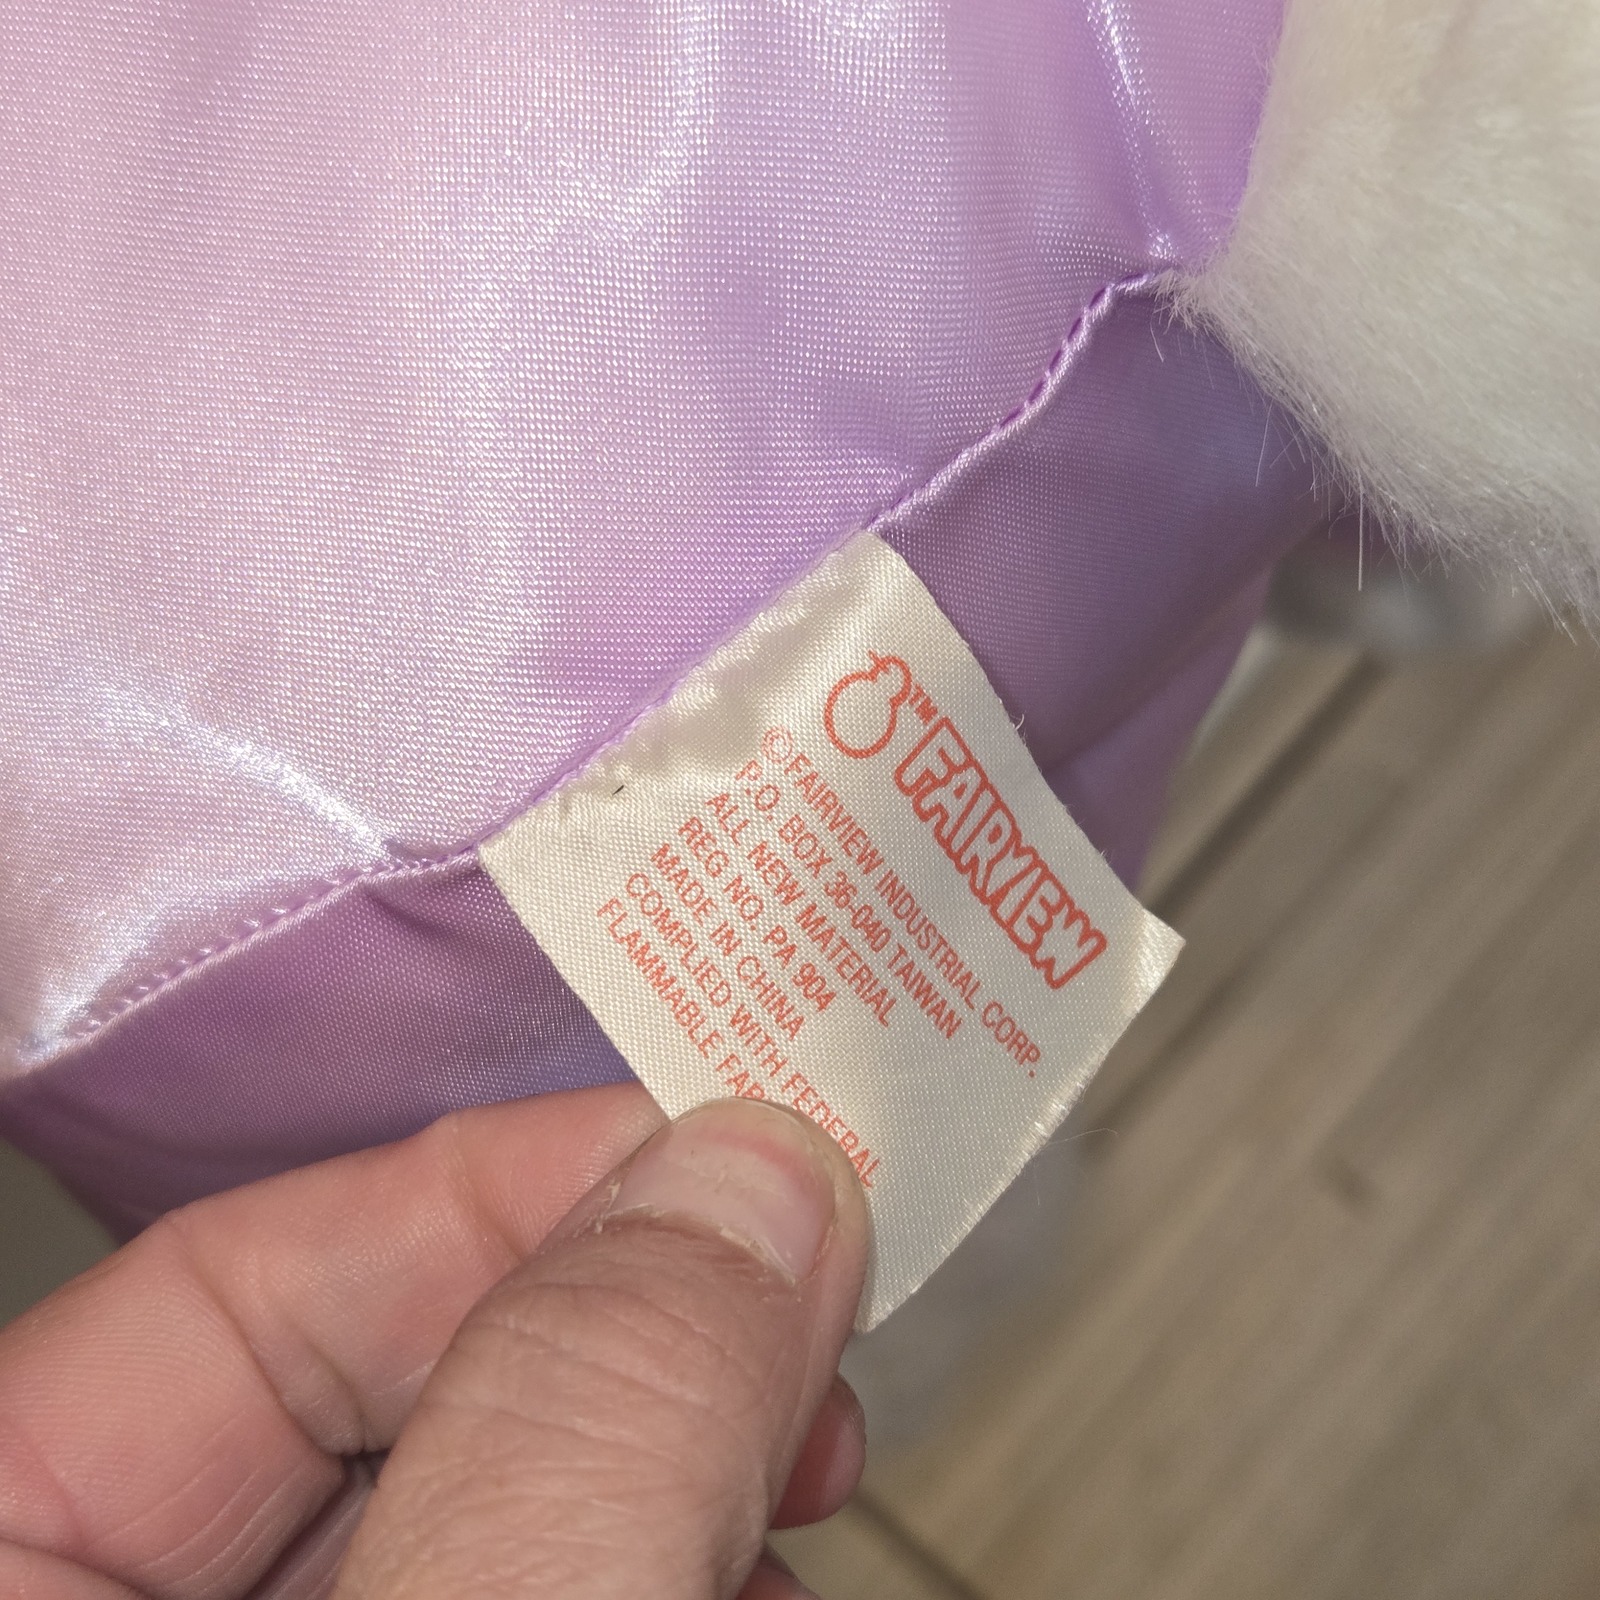 ™ FAIRVIEW
©FAIRVIEW INDUSTRIAL CORP.
P.O. BOX 36-040 TAIWAN
ALL NEW MATERIAL
REG NO. PA 904
MADE IN CHINA
COMPLIED WITH FEDERAL
FLAMMABLE